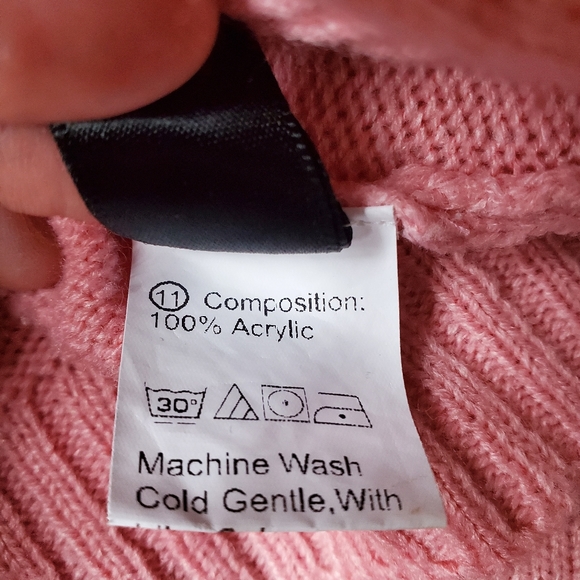 11 Composition:
100% Acrylic
30°
Machine Wash
Cold Gentle,With